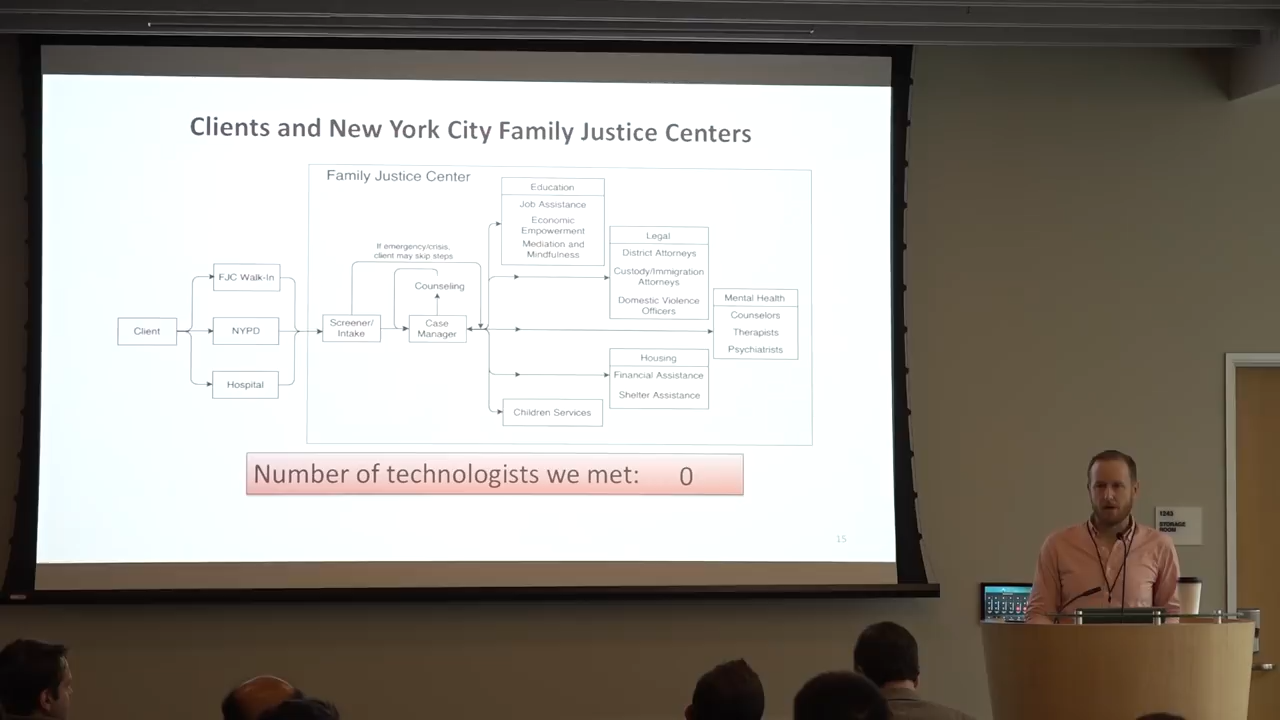 Clients and New York City Family Justice Centers
Family Justice Center
Client
FJC Walk-In
NYPD
Hospital
If emergency/crisis,
client may skip steps
Screener/
Intake
Counseling
Case
Manager
Education
Job Assistance
Economic
Empowerment
Mediation and
Mindfulness
Legal
District Attorneys
Custody/Immigration
Attorneys
Domestic Violence
Officers
Mental Health
Counselors
Therapists
Psychiatrists
Housing
Financial Assistance
Shelter Assistance
Children Services
Number of technologists we met: 0
15
1243
STORAGE
ROOM